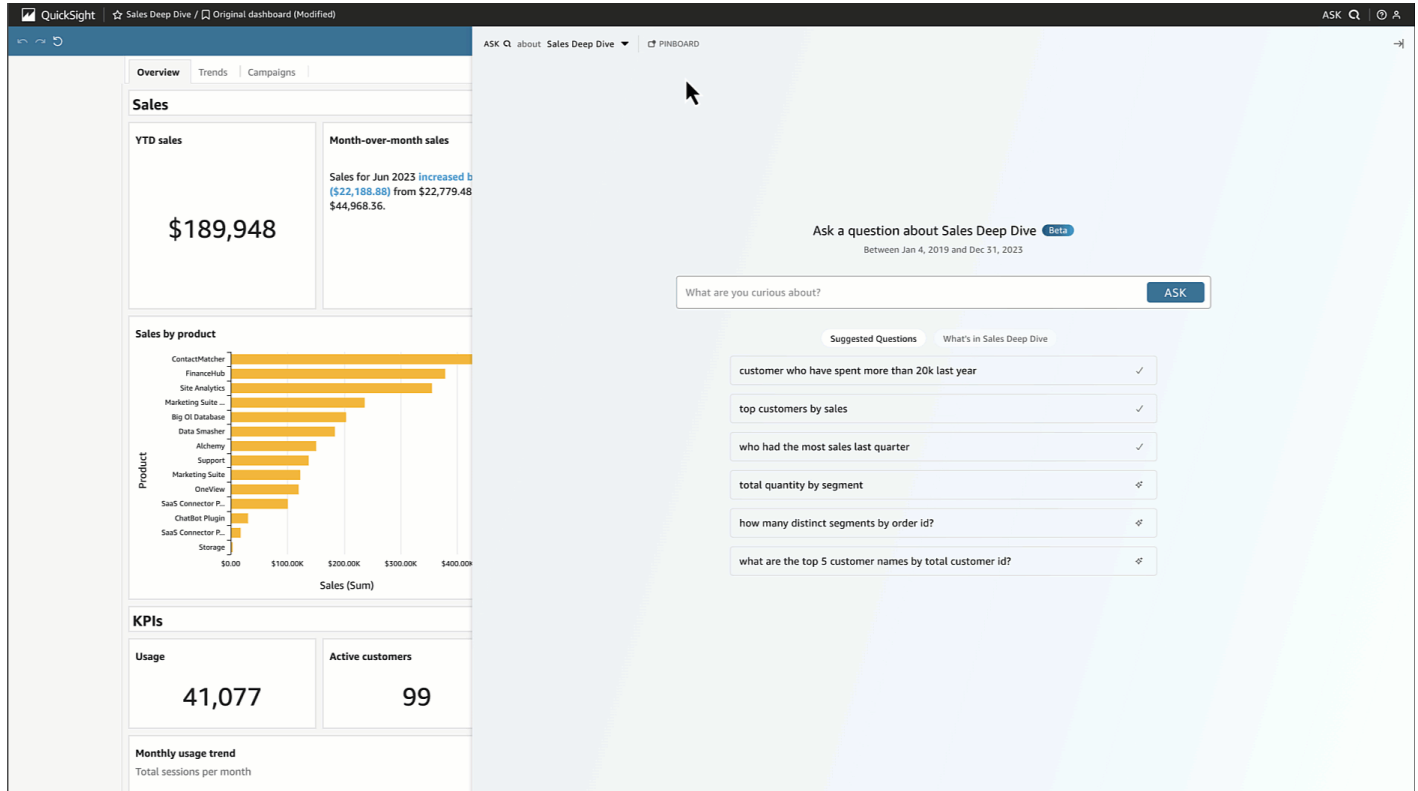 QuickSight
Sales Deep Dive / Original dashboard (Modified)
ASK
ASK about Sales Deep Dive
PINBOARD
Overview
Trends
Campaigns
Sales
YTD sales
$189,948
Month-over-month sales
Sales for Jun 2023 increased b
($22,188.88) from $22,779.48
$44,968.36.
Sales by product
ContactMatcher
FinanceHub
Site Analytics
Marketing Suite ...
Big Ol Database
Data Smasher
Alchemy
Support
Marketing Suite
OneView
SaaS Connector P...
ChatBot Plugin
SaaS Connector P...
Storage
Product
$0.00 $100.00K $200.00K $300.00K $400.00K
Sales (Sum)
KPIs
Usage
41,077
Active customers
99
Monthly usage trend
Total sessions per month
Ask a question about Sales Deep Dive Beta
Between Jan 4, 2019 and Dec 31, 2023
What are you curious about?
ASK
Suggested Questions
What's in Sales Deep Dive
customer who have spent more than 20k last year
top customers by sales
who had the most sales last quarter
total quantity by segment
how many distinct segments by order id?
what are the top 5 customer names by total customer id?